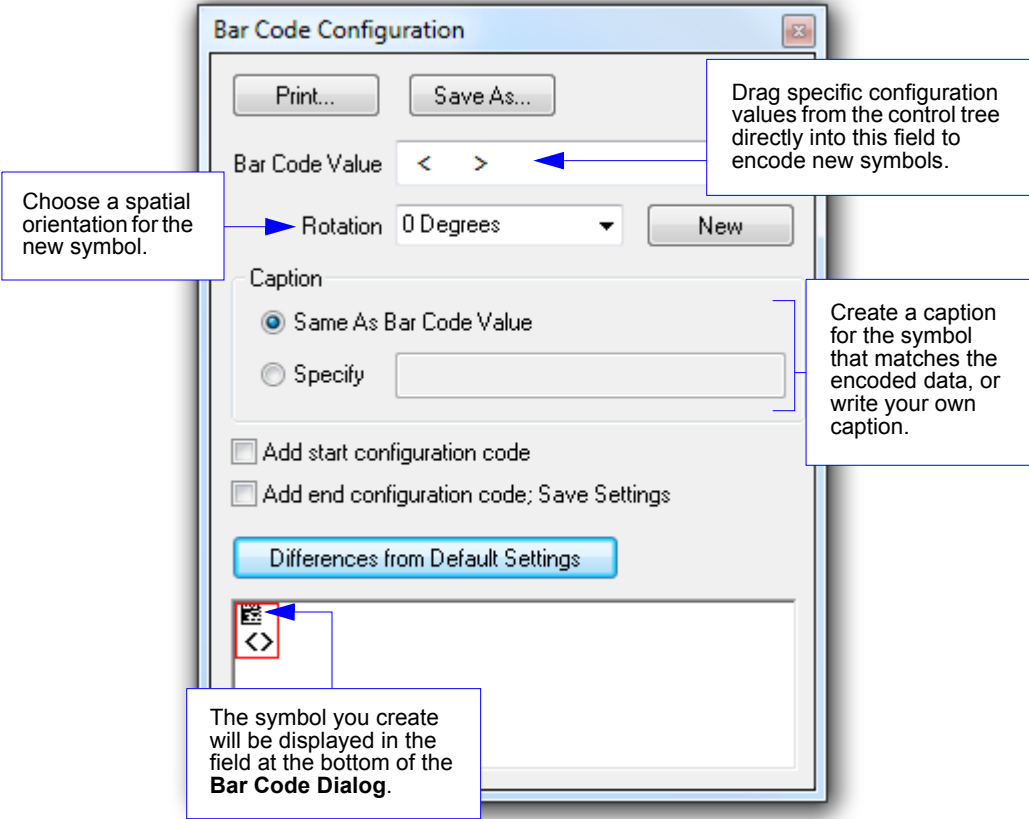 Bar Code Configuration
Print...
Save As...
Drag specific configuration
values from the control tree
directly into this field to
encode new symbols.
Bar Code Value
< >
Choose a spatial
orientation for the
new symbol.
Rotation
0 Degrees
New
Caption
Same As Bar Code Value
Specify
Create a caption
for the symbol
that matches the
encoded data, or
write your own
caption.
Add start configuration code
Add end configuration code; Save Settings
Differences from Default Settings
<>
The symbol you create
will be displayed in the
field at the bottom of the
Bar Code Dialog.